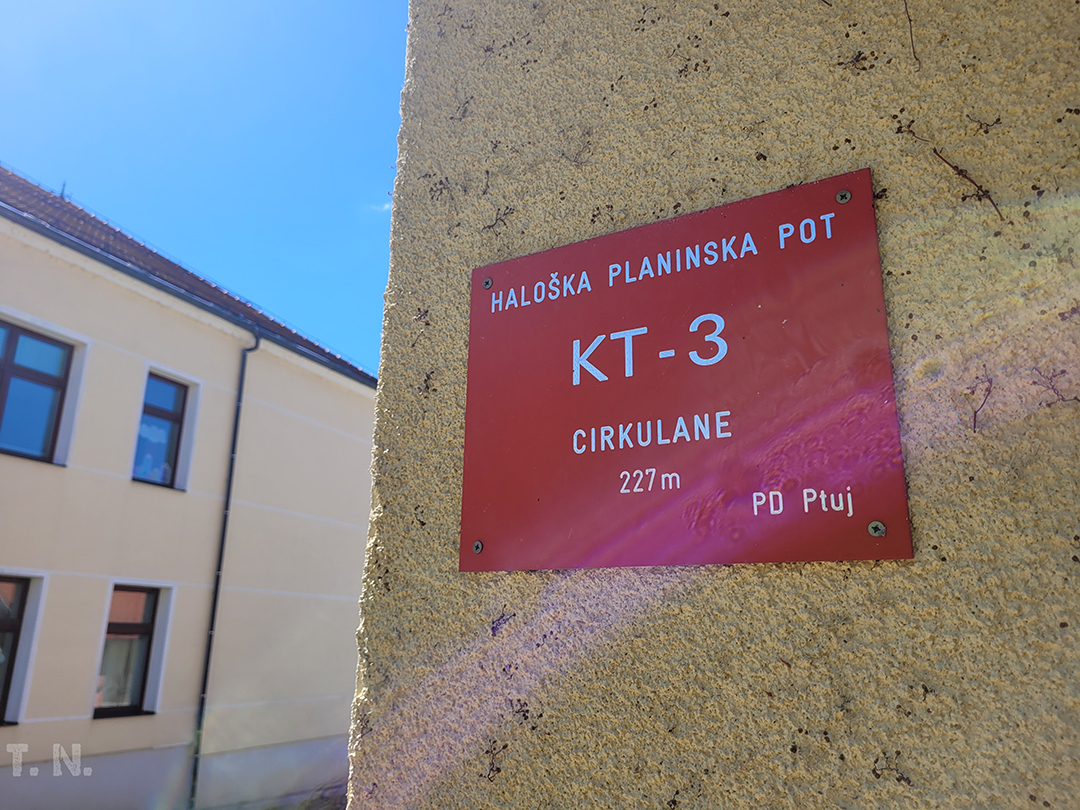 HALOŠKA PLANINSKA POT
KT-3
CIRKULANE
227m
PD Ptuj
T. N.